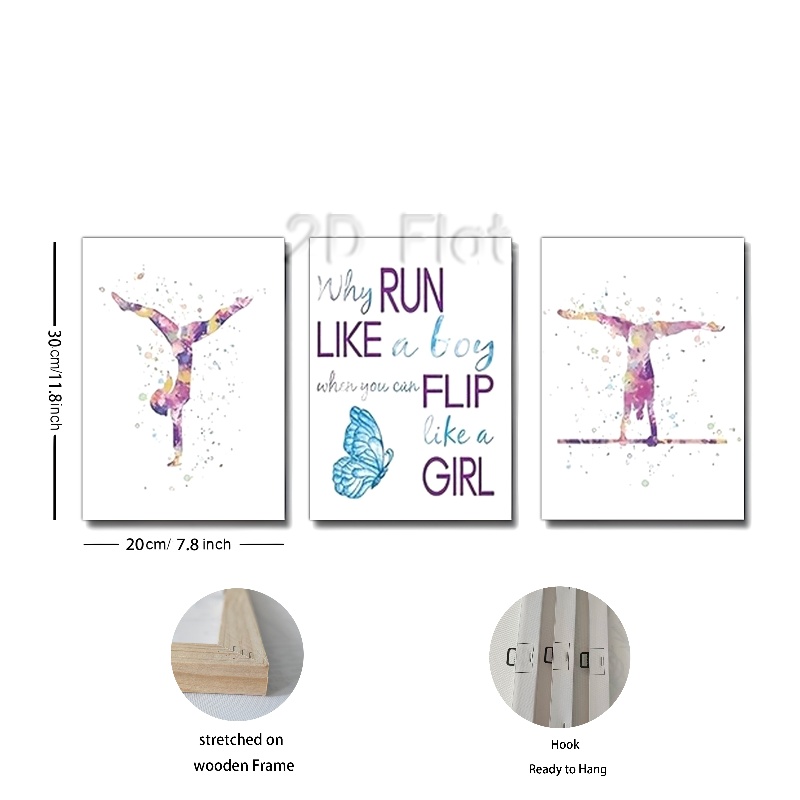 2D Flat
Why RUN
LIKE a boy
when you can FLIP
like a
GIRL
30cm/11.8inch
20cm/ 7.8 inch
stretched on
wooden Frame
Hook
Ready to Hang